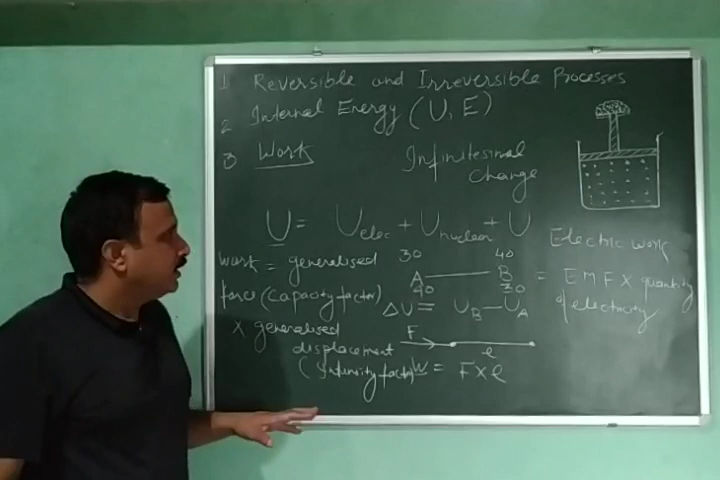 1 Reversible and Irreversible Processes
2 Internal Energy (U, E)
3 Work
Infinitesimal
Change
U = Uelec + Unuclear + U
Work = generalised
force (Capacity factor)
X generalised
displacement
(Intensity factor)
30 40
A B
40 30
ΔU = UB - UA
F
l
W = F x l
Electric work
= EMF X quantity
of electricity